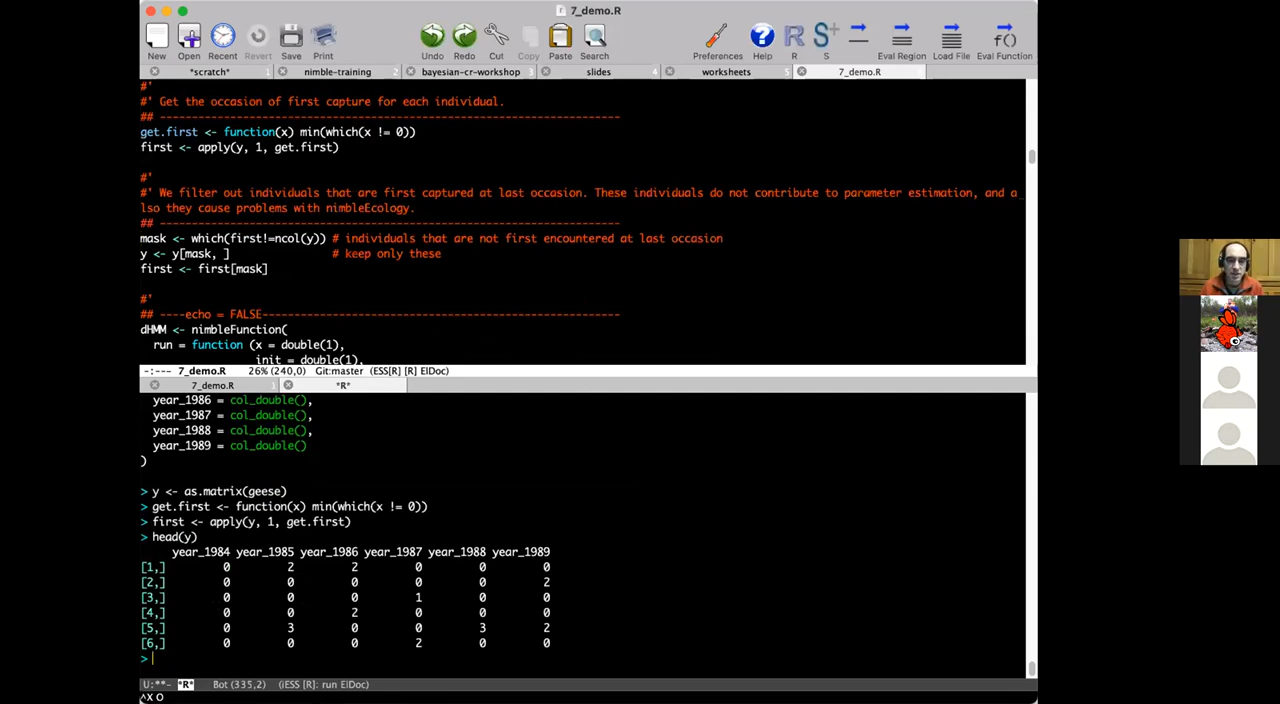 7_demo.R
New Open Recent Revert Save Print Undo Redo Cut Copy Paste Search Preferences Help R S Eval Region Load File Eval Function
*scratch* 1 nimble-training 2 bayesian-cr-workshop 3 slides 4 worksheets 5 7_demo.R
#'
#' Get the occasion of first capture for each individual.
## ---------------------------------------------------------------------------
get.first <- function(x) min(which(x != 0))
first <- apply(y, 1, get.first)
#'
#' We filter out individuals that are first captured at last occasion. These individuals do not contribute to parameter estimation, and a
lso they cause problems with nimbleEcology.
## ---------------------------------------------------------------------------
mask <- which(first!=ncol(y)) # individuals that are not first encountered at last occasion
y <- y[mask, ] # keep only these
first <- first[mask]
#'
## ----echo = FALSE-----------------------------------------------------------
dHMM <- nimbleFunction(
run = function (x = double(1),
init = double(1),
-:--- 7_demo.R 26% (240,0) Git:master (ESS[R] [R] ElDoc)
7_demo.R 1 *R*
year_1986 = col_double(),
year_1987 = col_double(),
year_1988 = col_double(),
year_1989 = col_double()
)
> y <- as.matrix(geese)
> get.first <- function(x) min(which(x != 0))
> first <- apply(y, 1, get.first)
> head(y)
year_1984 year_1985 year_1986 year_1987 year_1988 year_1989
[1,] 0 2 2 0 0 0
[2,] 0 0 0 0 0 2
[3,] 0 0 0 1 0 0
[4,] 0 0 2 0 0 0
[5,] 0 3 0 0 3 2
[6,] 0 0 0 2 0 0
>
U:**- *R* Bot (335,2) (iESS [R]: run ElDoc)
^X O